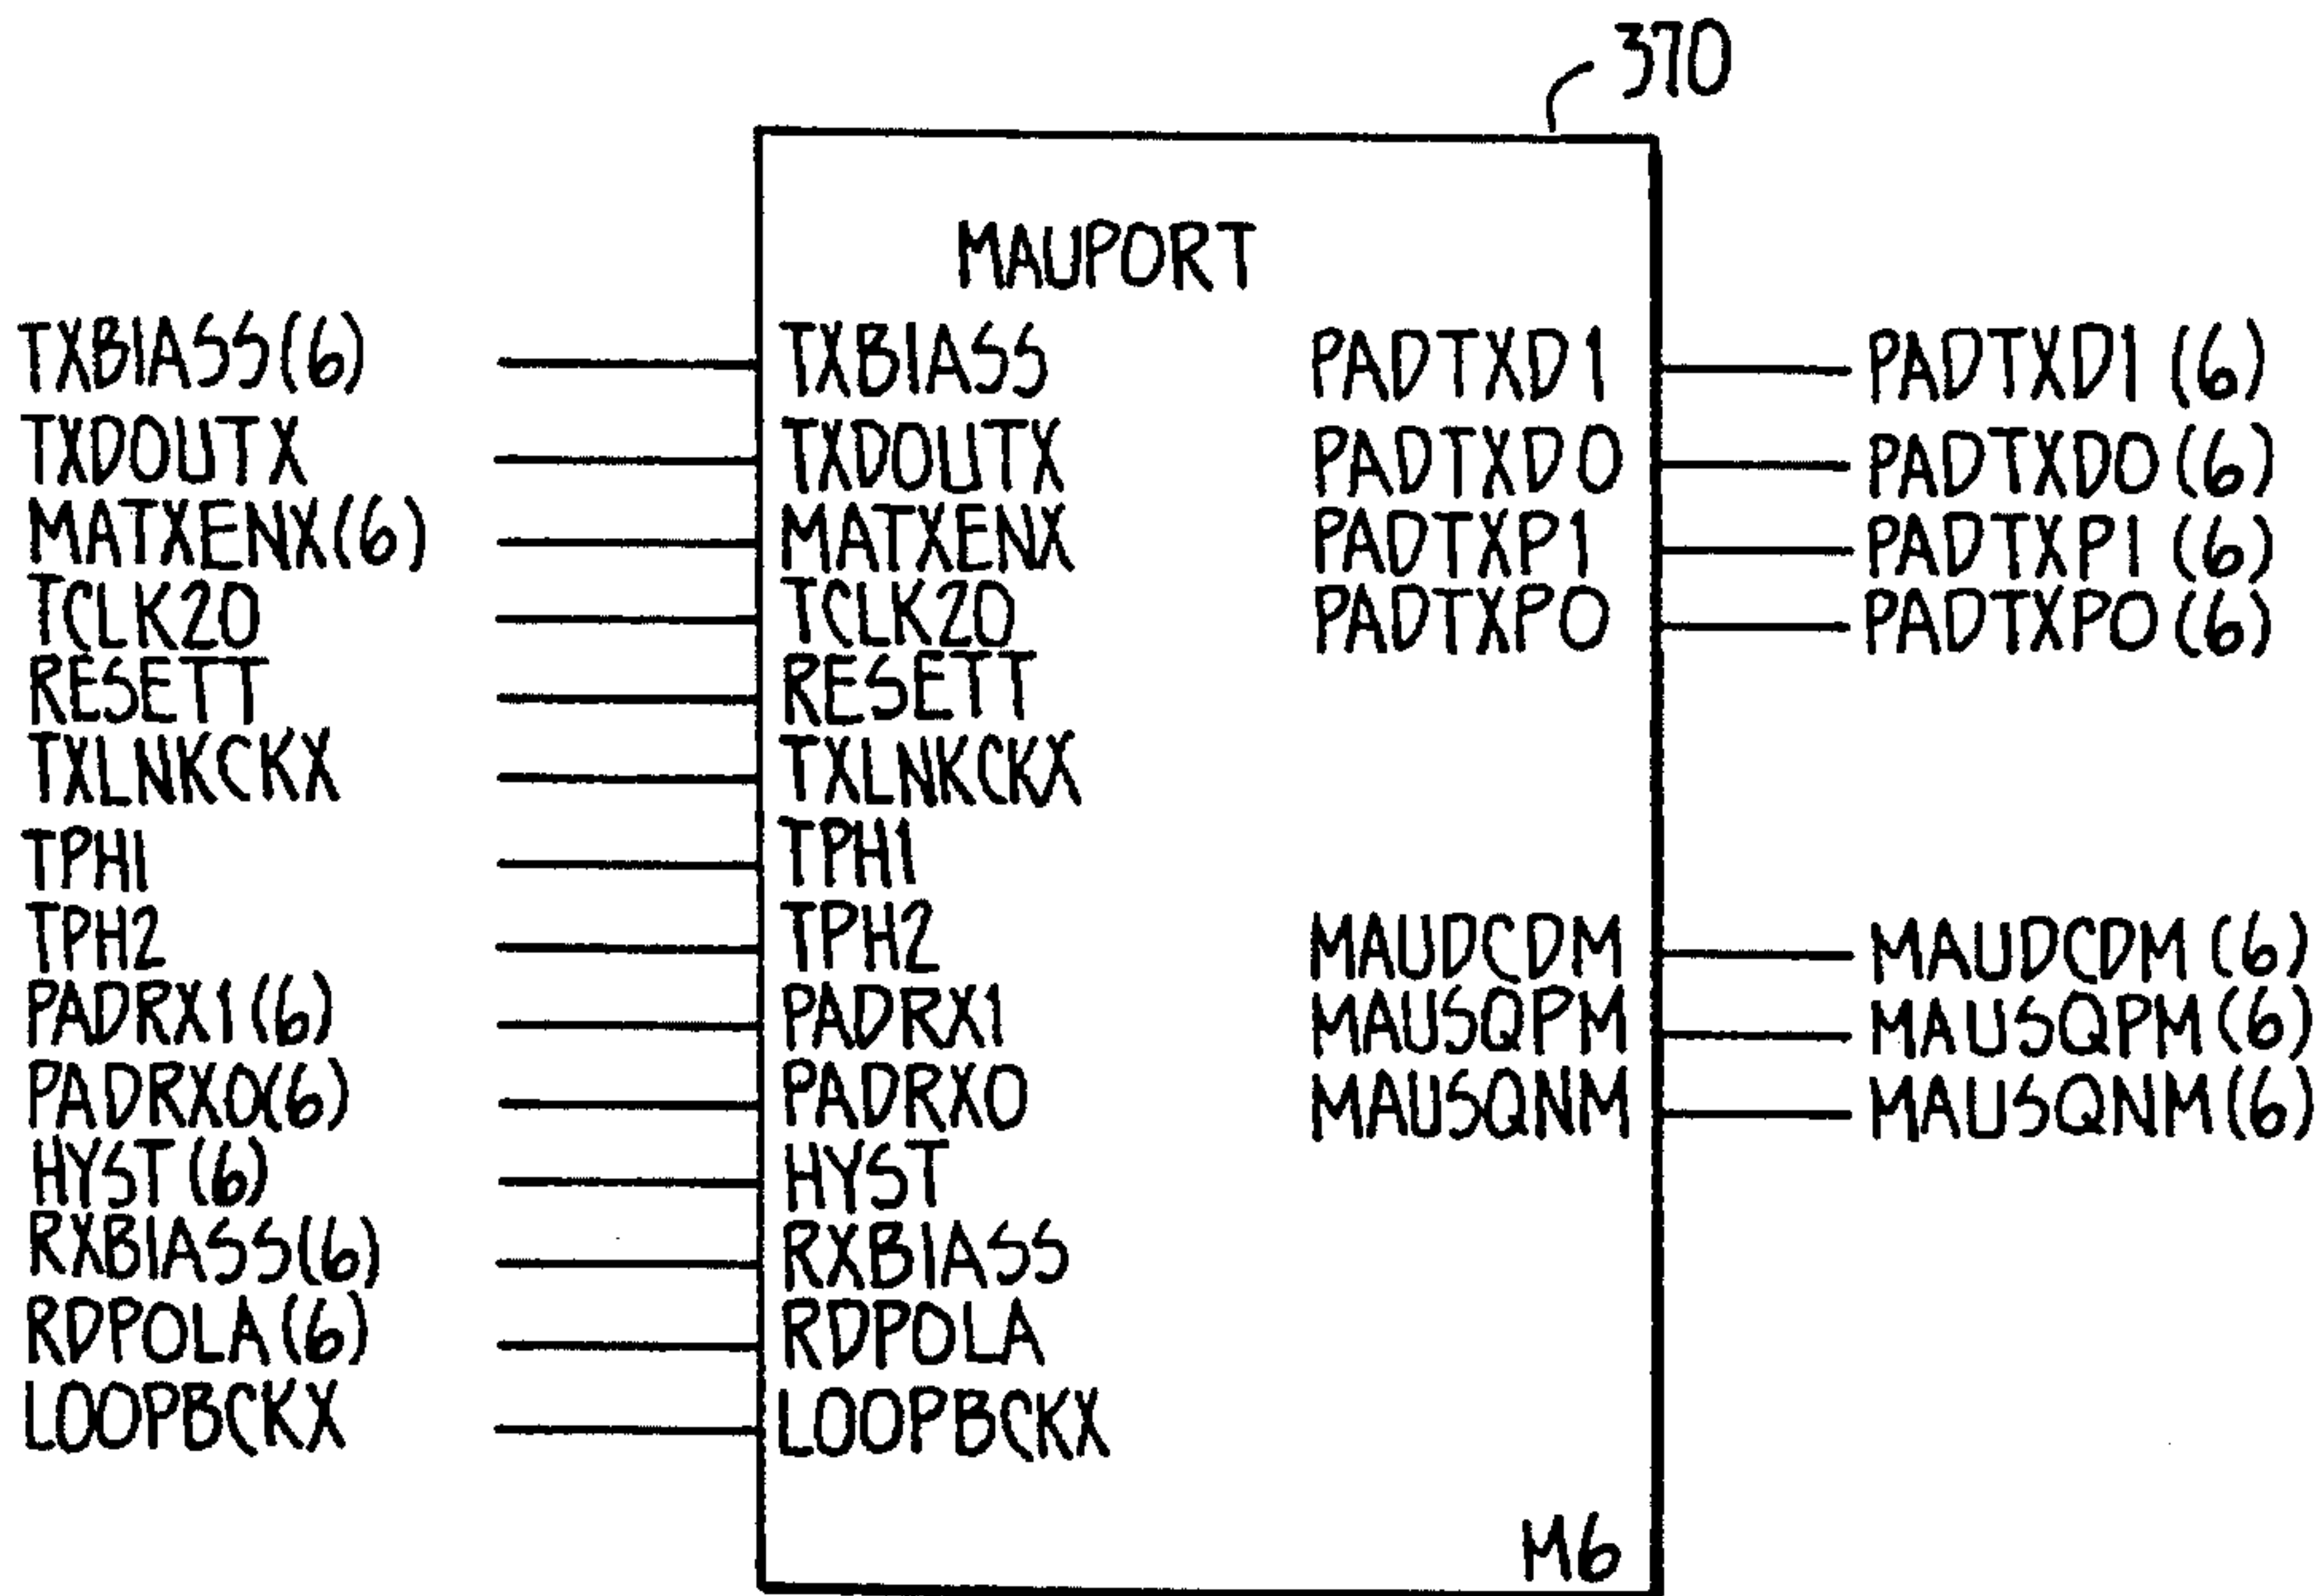 370
MAUPORT
TXBIASS(6) TXBIASS PADTXD1 PADTXD1(6)
TXDOUTX TXDOUTX PADTXD0 PADTXD0(6)
MATXENX(6) MATXENX PADTXP1 PADTXP1(6)
TCLK20 TCLK20 PADTXP0 PADTXP0(6)
RESETT RESETT
TXLNKCKX TXLNKCKX
TPH1 TPH1
TPH2 TPH2 MAUDCDM MAUDCDM(6)
PADRX1(6) PADRX1 MAUSQPM MAUSQPM(6)
PADRX0(6) PADRX0 MAUSQNM MAUSQNM(6)
HYST(6) HYST
RXBIASS(6) RXBIASS
RDPOLA(6) RDPOLA
LOOPBCKX LOOPBCKX
M6